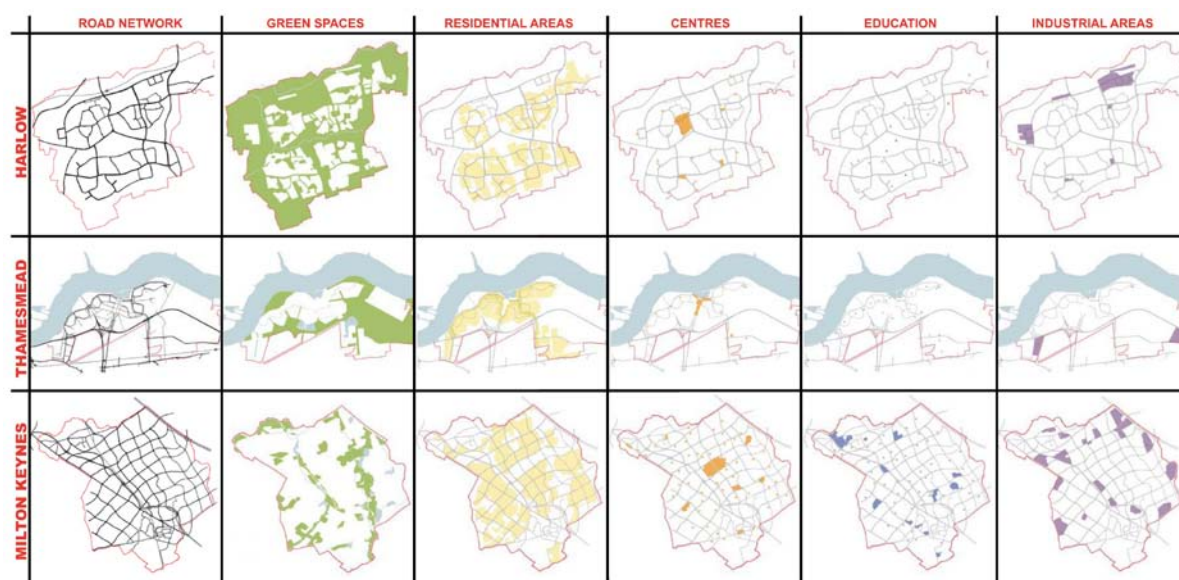 ROAD NETWORK
GREEN SPACES
RESIDENTIAL AREAS
CENTRES
EDUCATION
INDUSTRIAL AREAS
HARLOW
THAMESMEAD
MILTON KEYNES